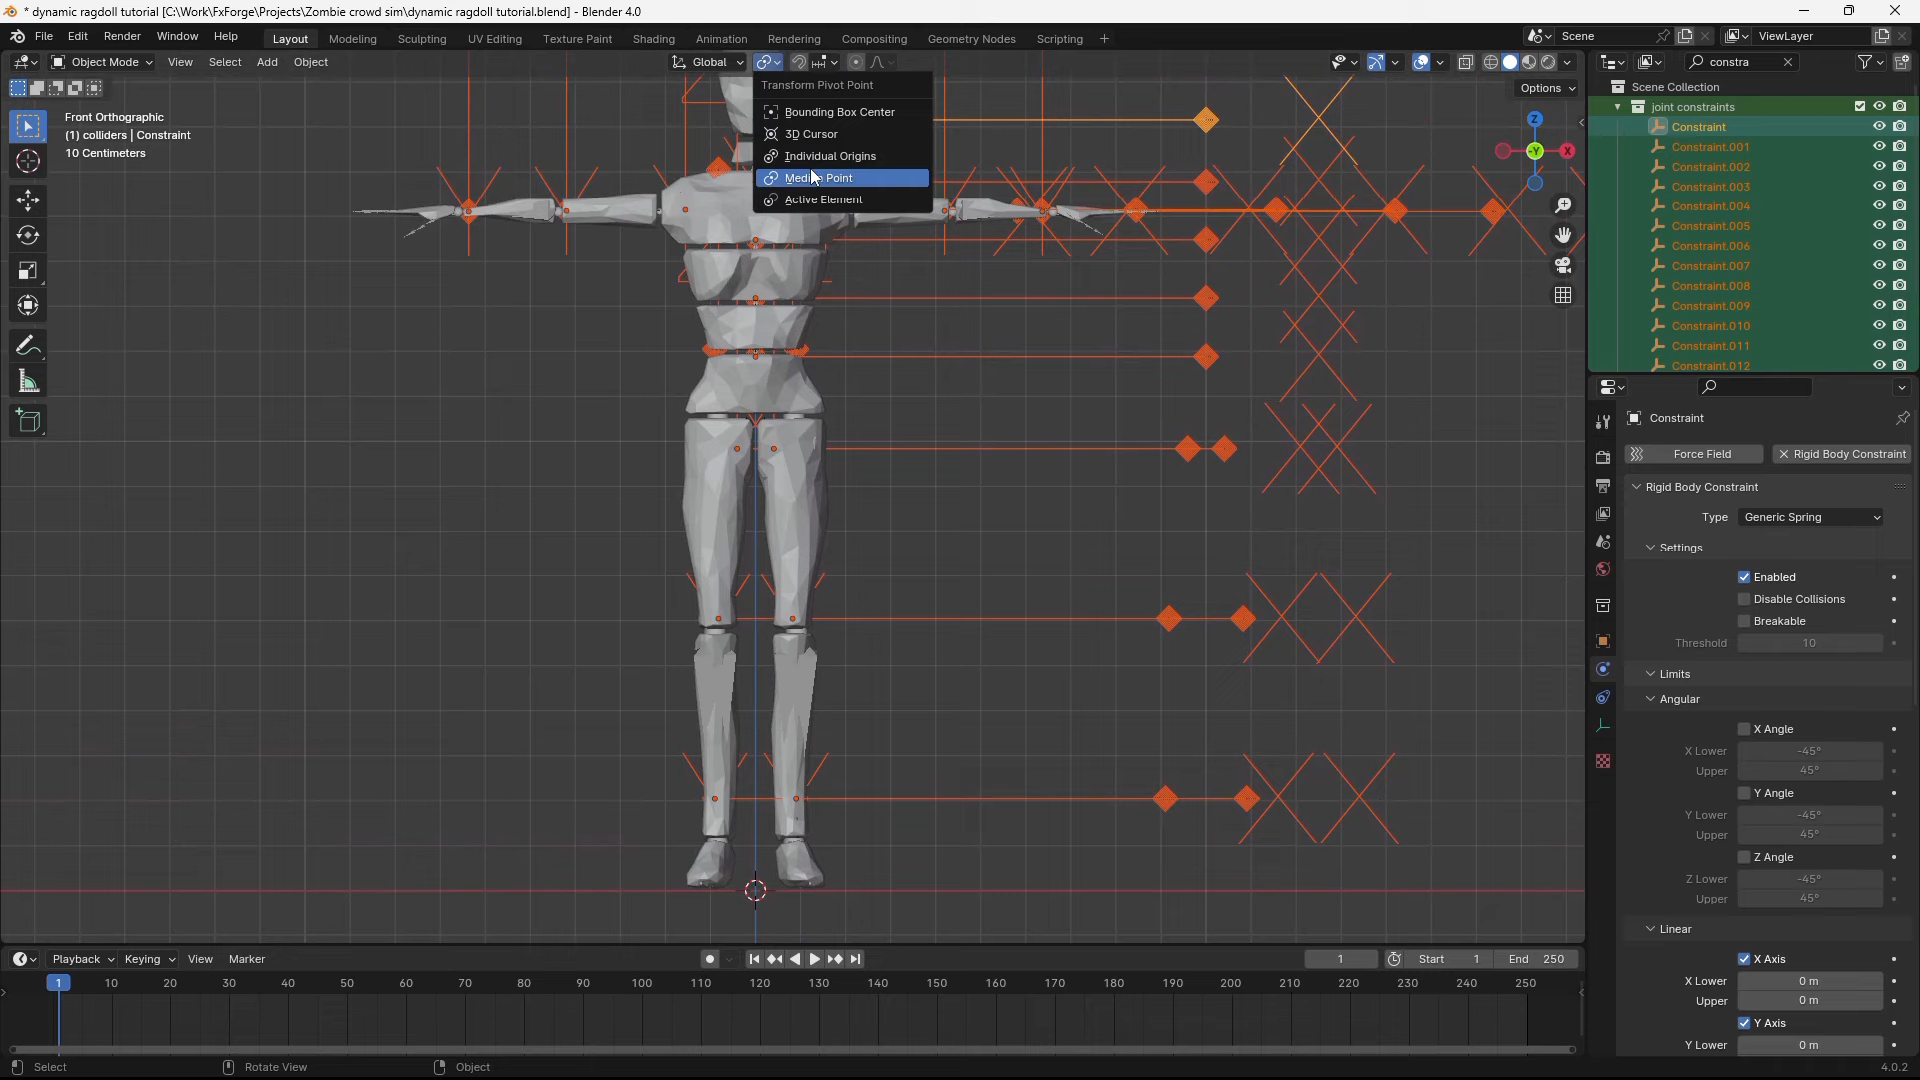 * dynamic ragdoll tutorial [C:\Work\FxForge\Projects\Zombie crowd sim\dynamic ragdoll tutorial.blend] - Blender 4.0
File Edit Render Window Help Layout Modeling Sculpting UV Editing Texture Paint Shading Animation Rendering Compositing Geometry Nodes Scripting + Scene ViewLayer
Object Mode View Select Add Object Global constra
Options
Transform Pivot Point
Bounding Box Center
3D Cursor
Individual Origins
Point
Active Element
Front Orthographic
(1) colliders | Constraint
10 Centimeters
Z
X
-Y
Scene Collection
joint constraints
Constraint
Constraint.001
Constraint.002
Constraint.003
Constraint.004
Constraint.005
Constraint.006
Constraint.007
Constraint.008
Constraint.009
Constraint.010
Constraint.011
Constraint.012
Constraint
Force Field Rigid Body Constraint
Rigid Body Constraint
Type Generic Spring
Settings
Enabled
Disable Collisions
Breakable
Threshold 10
Limits
Angular
X Angle
X Lower -45°
Upper 45°
Y Angle
Y Lower -45°
Upper 45°
Z Angle
Z Lower -45°
Upper 45°
Linear
X Axis
X Lower 0 m
Upper 0 m
Y Axis
Y Lower 0 m
Playback Keying View Marker 1 Start 1 End 250
1 10 20 30 40 50 60 70 80 90 100 110 120 130 140 150 160 170 180 190 200 210 220 230 240 250
Select Rotate View Object 4.0.2